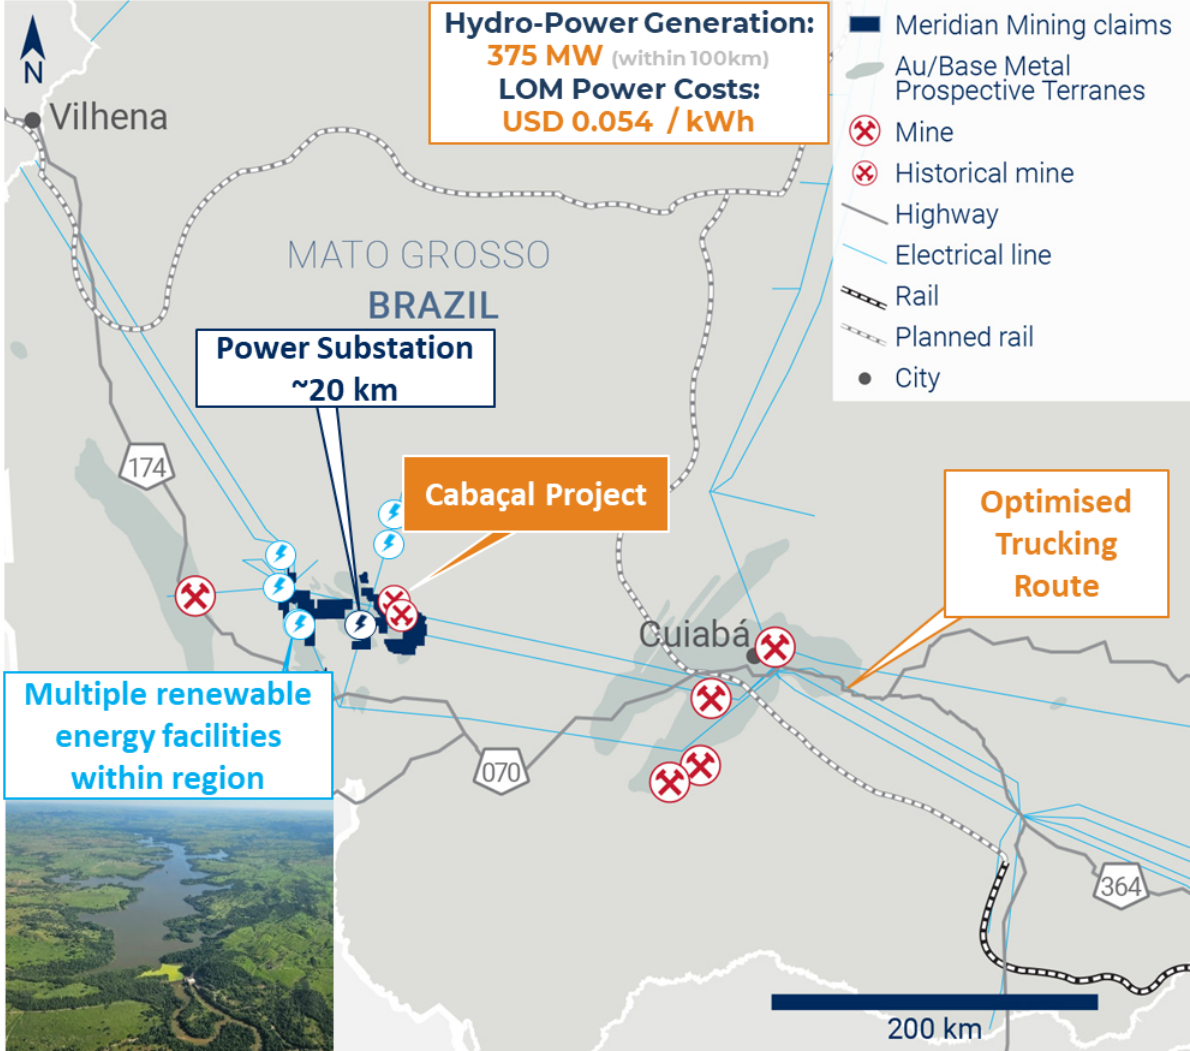 Hydro-Power Generation:
375 MW (within 100km)
LOM Power Costs:
USD 0.054 / kWh
Meridian Mining claims
Au/Base Metal
Prospective Terranes
Mine
Historical mine
Highway
Electrical line
Rail
Planned rail
City
N
Vilhena
MATO GROSSO
BRAZIL
Power Substation
~20 km
174
Cabaçal Project
Optimised
Trucking
Route
Cuiabá
Multiple renewable
energy facilities
within region
070
364
200 km